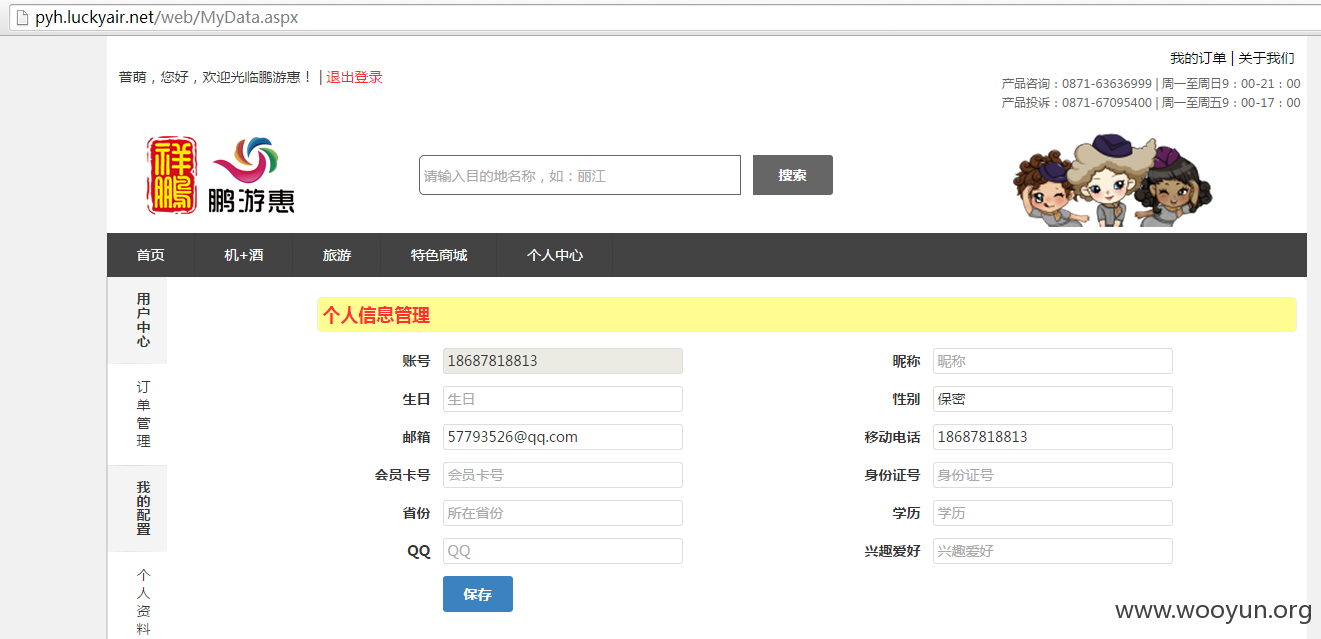 pyh.luckyair.net/web/MyData.aspx
我的订单 | 关于我们
普萌，您好，欢迎光临鹏游惠！ | 退出登录
产品咨询：0871-63636999 | 周一至周日9：00-21：00
产品投诉：0871-67095400 | 周一至周五9：00-17：00
祥鹏
鹏游惠
请输入目的地名称，如：丽江
搜索
首页 机+酒 旅游 特色商城 个人中心
用户中心
订单管理
我的配置
个人资料
个人信息管理
账号 18687818813 昵称 昵称
生日 生日 性别 保密
邮箱 57793526@qq.com 移动电话 18687818813
会员卡号 会员卡号 身份证号 身份证号
省份 所在省份 学历 学历
QQ QQ 兴趣爱好 兴趣爱好
保存
www.wooyun.org